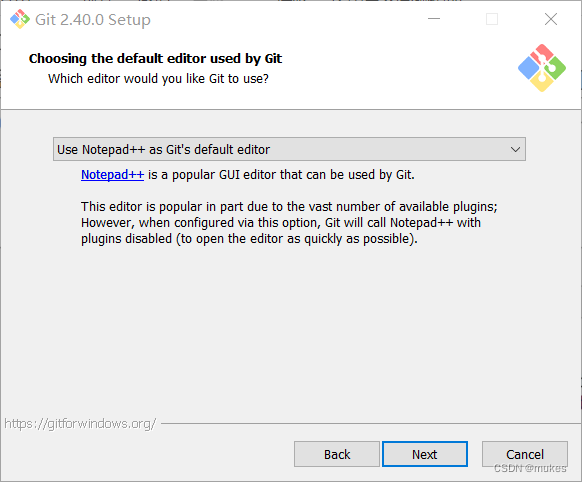 Git 2.40.0 Setup
Choosing the default editor used by Git
Which editor would you like Git to use?
Use Notepad++ as Git's default editor
Notepad++ is a popular GUI editor that can be used by Git.
This editor is popular in part due to the vast number of available plugins;
However, when configured via this option, Git will call Notepad++ with
plugins disabled (to open the editor as quickly as possible).
https://gitforwindows.org/
Back Next Cancel
CSDN @mukes